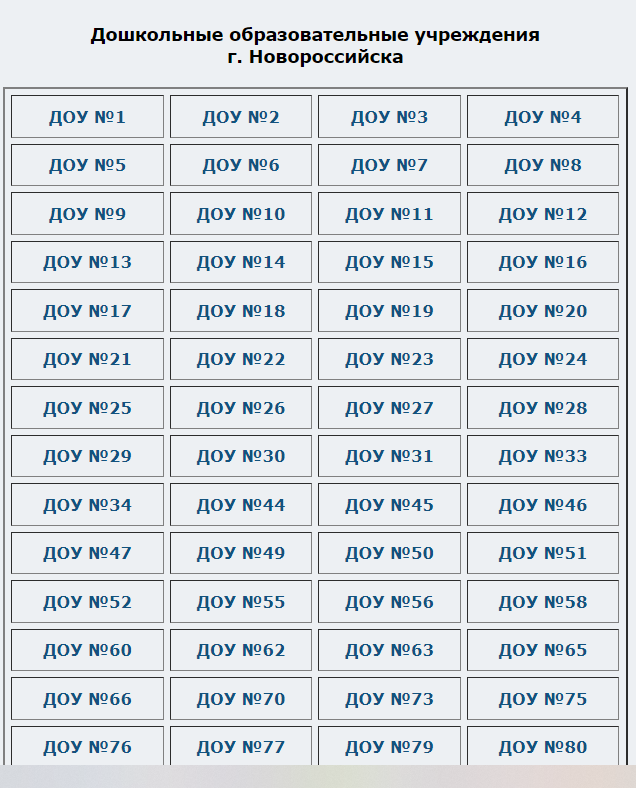 Дошкольные образовательные учреждения
г. Новороссийска
ДОУ №1 ДОУ №2 ДОУ №3 ДОУ №4
ДОУ №5 ДОУ №6 ДОУ №7 ДОУ №8
ДОУ №9 ДОУ №10 ДОУ №11 ДОУ №12
ДОУ №13 ДОУ №14 ДОУ №15 ДОУ №16
ДОУ №17 ДОУ №18 ДОУ №19 ДОУ №20
ДОУ №21 ДОУ №22 ДОУ №23 ДОУ №24
ДОУ №25 ДОУ №26 ДОУ №27 ДОУ №28
ДОУ №29 ДОУ №30 ДОУ №31 ДОУ №33
ДОУ №34 ДОУ №44 ДОУ №45 ДОУ №46
ДОУ №47 ДОУ №49 ДОУ №50 ДОУ №51
ДОУ №52 ДОУ №55 ДОУ №56 ДОУ №58
ДОУ №60 ДОУ №62 ДОУ №63 ДОУ №65
ДОУ №66 ДОУ №70 ДОУ №73 ДОУ №75
ДОУ №76 ДОУ №77 ДОУ №79 ДОУ №80